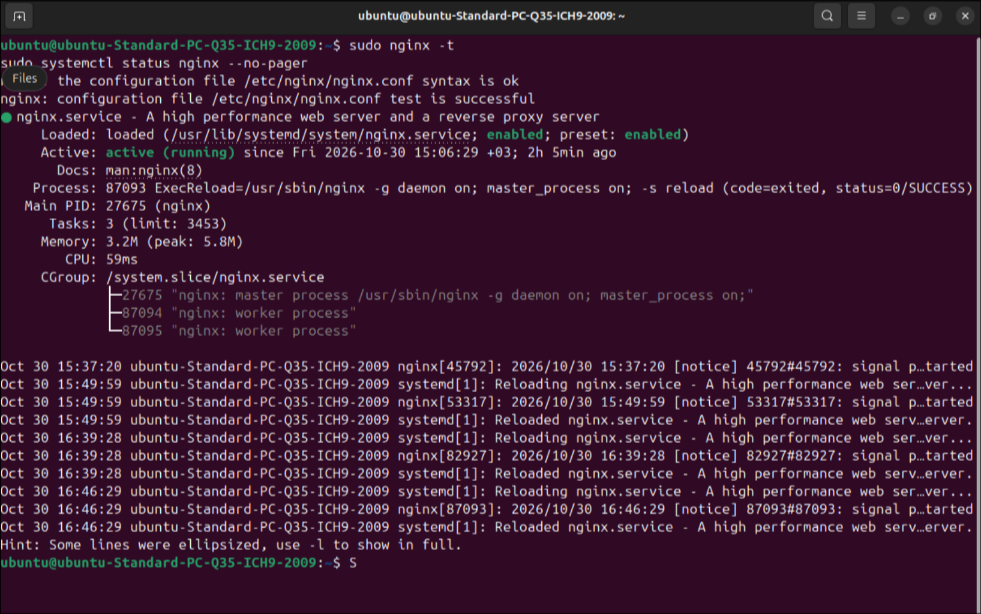 ubuntu@ubuntu-Standard-PC-Q35-ICH9-2009: ~
ubuntu@ubuntu-Standard-PC-Q35-ICH9-2009:~$ sudo nginx -t
sudo systemctl status nginx --no-pager
Files the configuration file /etc/nginx/nginx.conf syntax is ok
nginx: configuration file /etc/nginx/nginx.conf test is successful
● nginx.service - A high performance web server and a reverse proxy server
Loaded: loaded (/usr/lib/systemd/system/nginx.service; enabled; preset: enabled)
Active: active (running) since Fri 2026-10-30 15:06:29 +03; 2h 5min ago
Docs: man:nginx(8)
Process: 87093 ExecReload=/usr/sbin/nginx -g daemon on; master_process on; -s reload (code=exited, status=0/SUCCESS)
Main PID: 27675 (nginx)
Tasks: 3 (limit: 3453)
Memory: 3.2M (peak: 5.8M)
CPU: 59ms
CGroup: /system.slice/nginx.service
├─27675 "nginx: master process /usr/sbin/nginx -g daemon on; master_process on;"
├─87094 "nginx: worker process"
└─87095 "nginx: worker process"
Oct 30 15:37:20 ubuntu-Standard-PC-Q35-ICH9-2009 nginx[45792]: 2026/10/30 15:37:20 [notice] 45792#45792: signal p…tarted
Oct 30 15:49:59 ubuntu-Standard-PC-Q35-ICH9-2009 systemd[1]: Reloading nginx.service - A high performance web ser…ver...
Oct 30 15:49:59 ubuntu-Standard-PC-Q35-ICH9-2009 nginx[53317]: 2026/10/30 15:49:59 [notice] 53317#53317: signal p…tarted
Oct 30 15:49:59 ubuntu-Standard-PC-Q35-ICH9-2009 systemd[1]: Reloaded nginx.service - A high performance web serv…erver.
Oct 30 16:39:28 ubuntu-Standard-PC-Q35-ICH9-2009 systemd[1]: Reloading nginx.service - A high performance web ser…ver...
Oct 30 16:39:28 ubuntu-Standard-PC-Q35-ICH9-2009 nginx[82927]: 2026/10/30 16:39:28 [notice] 82927#82927: signal p…tarted
Oct 30 16:39:28 ubuntu-Standard-PC-Q35-ICH9-2009 systemd[1]: Reloaded nginx.service - A high performance web serv…erver.
Oct 30 16:46:29 ubuntu-Standard-PC-Q35-ICH9-2009 systemd[1]: Reloading nginx.service - A high performance web ser…ver...
Oct 30 16:46:29 ubuntu-Standard-PC-Q35-ICH9-2009 nginx[87093]: 2026/10/30 16:46:29 [notice] 87093#87093: signal p…tarted
Oct 30 16:46:29 ubuntu-Standard-PC-Q35-ICH9-2009 systemd[1]: Reloaded nginx.service - A high performance web serv…erver.
Hint: Some lines were ellipsized, use -l to show in full.
ubuntu@ubuntu-Standard-PC-Q35-ICH9-2009:~$ S